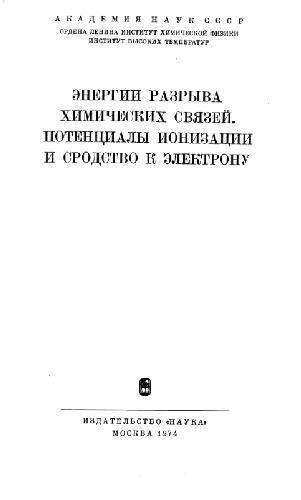 АКАДЕМИЯ НАУК СССР
ОРДЕНА ЛЕНИНА ИНСТИТУТ ХИМИЧЕСКОЙ ФИЗИКИ
ИНСТИТУТ ВЫСОКИХ ТЕМПЕРАТУР
ЭНЕРГИИ РАЗРЫВА
ХИМИЧЕСКИХ СВЯЗЕЙ.
ПОТЕНЦИАЛЫ ИОНИЗАЦИИ
И СРОДСТВО К ЭЛЕКТРОНУ
ИЗДАТЕЛЬСТВО «НАУКА»
МОСКВА 1974